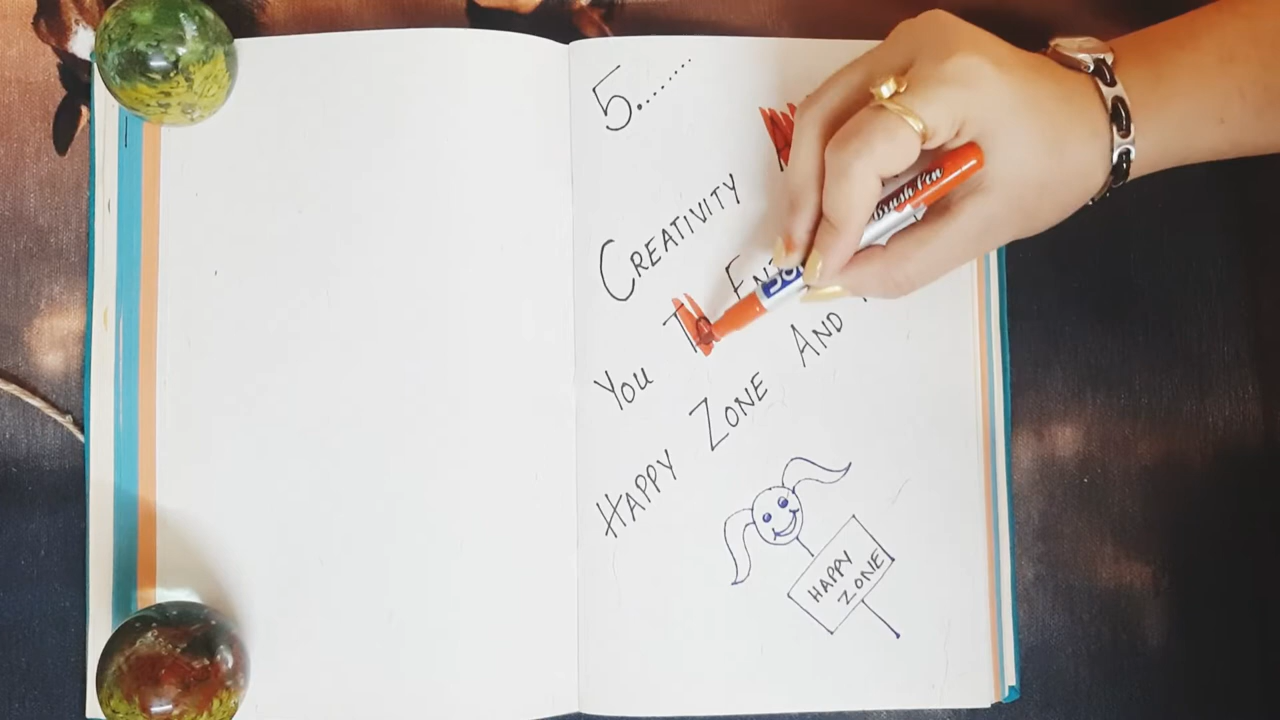 5........
CREATIVITY
YOU TO
HAPPY ZONE AND
HAPPY
ZONE
Brush Pen